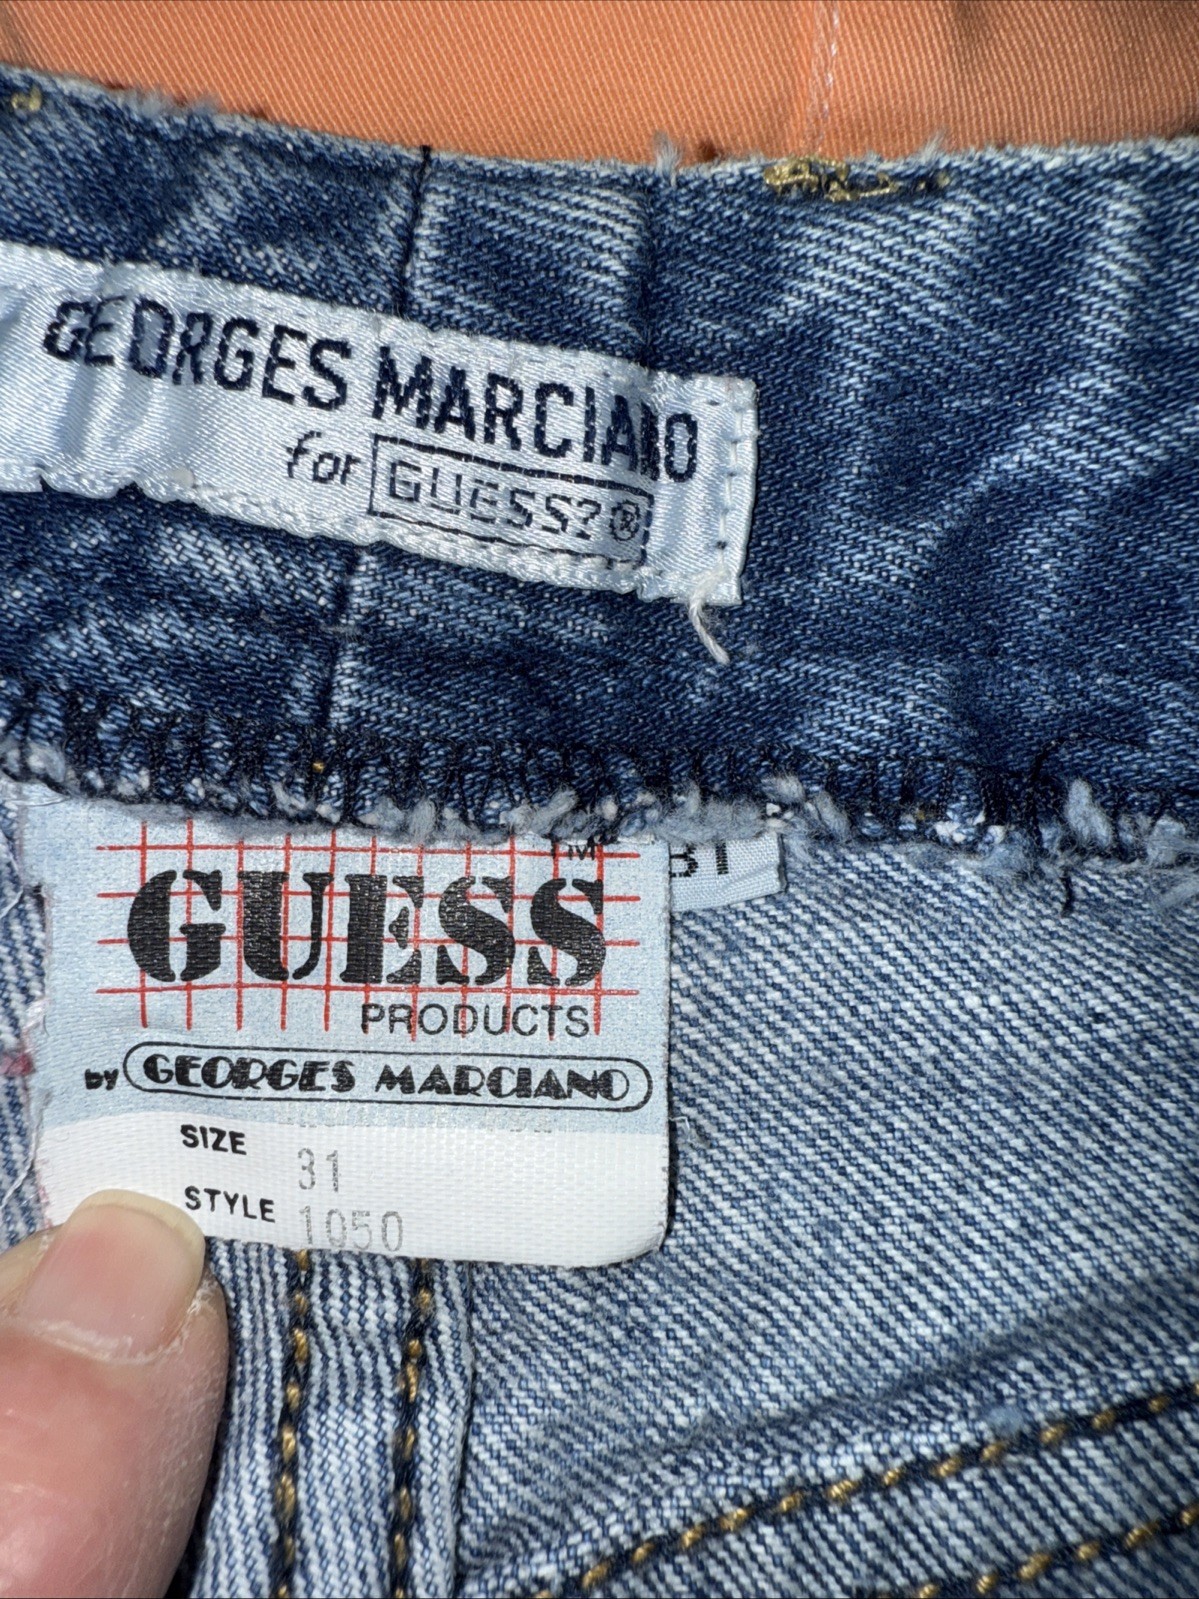 GEORGES MARCIANO
for GUESS?®
TM
GUESS
31
PRODUCTS
by GEORGES MARCIANO
SIZE 31
STYLE 1050